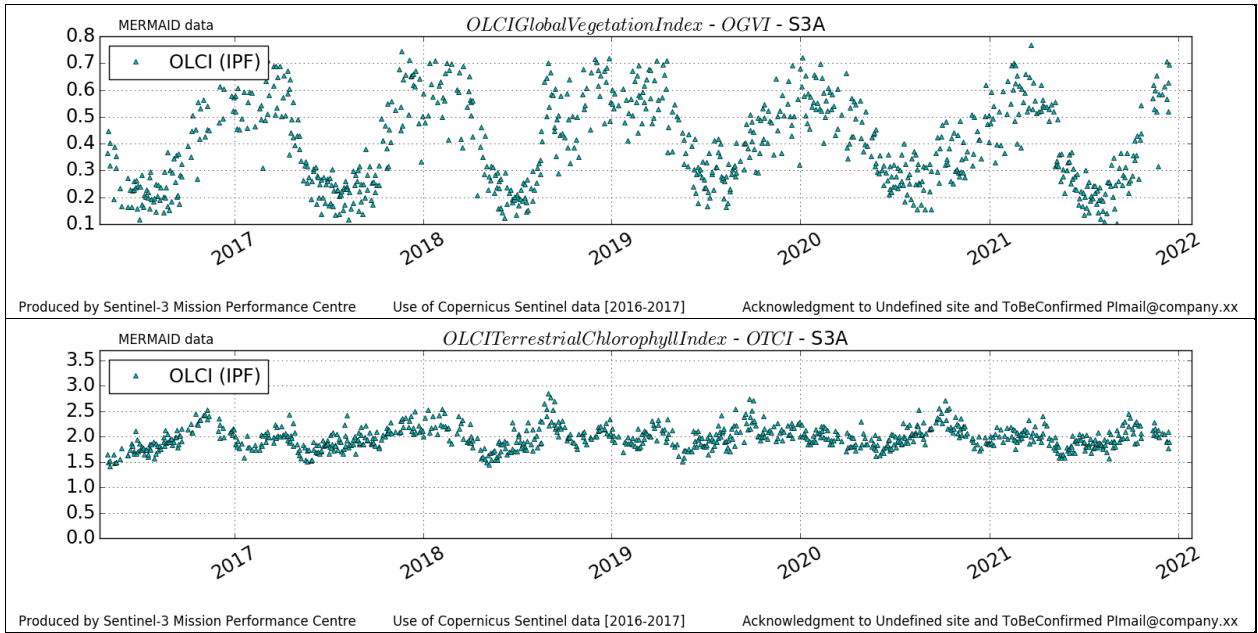 MERMAID data
OLCIGlobalVegetationIndex - OGVI - S3A
0.8
OLCI (IPF)
0.7
0.6
0.5
0.4
0.3
0.2
0.1
2017
2018
2019
2020
2021
2022
Produced by Sentinel-3 Mission Performance Centre
Use of Copernicus Sentinel data [2016-2017]
Acknowledgment to Undefined site and ToBeConfirmed PImail@company.xx
MERMAID data
OLCITerrestrialChlorophyllIndex - OTCI - S3A
3.5
OLCI (IPF)
3.0
2.5
2.0
1.5
1.0
0.5
0.0
2017
2018
2019
2020
2021
2022
Produced by Sentinel-3 Mission Performance Centre
Use of Copernicus Sentinel data [2016-2017]
Acknowledgment to Undefined site and ToBeConfirmed PImail@company.xx